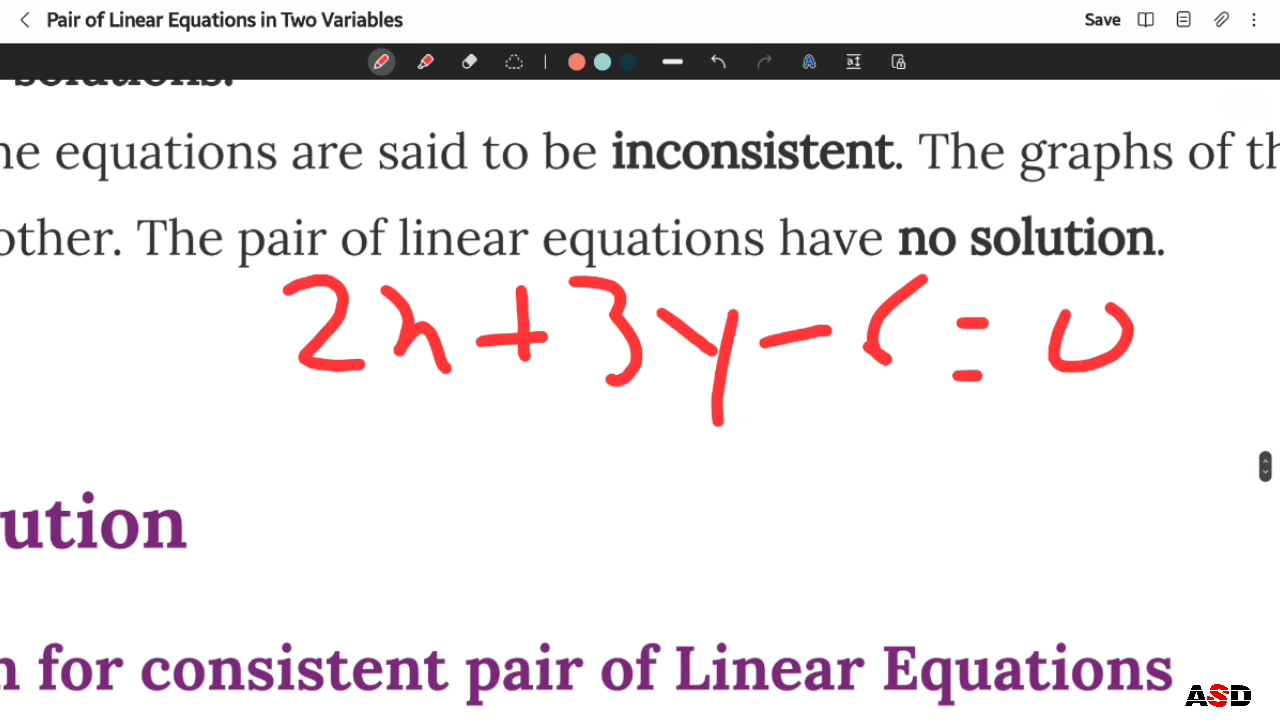 Pair of Linear Equations in Two Variables Save
solutions.
he equations are said to be inconsistent. The graphs of th
other. The pair of linear equations have no solution.
2x+3y- =0
ution
n for consistent pair of Linear Equations
ASD